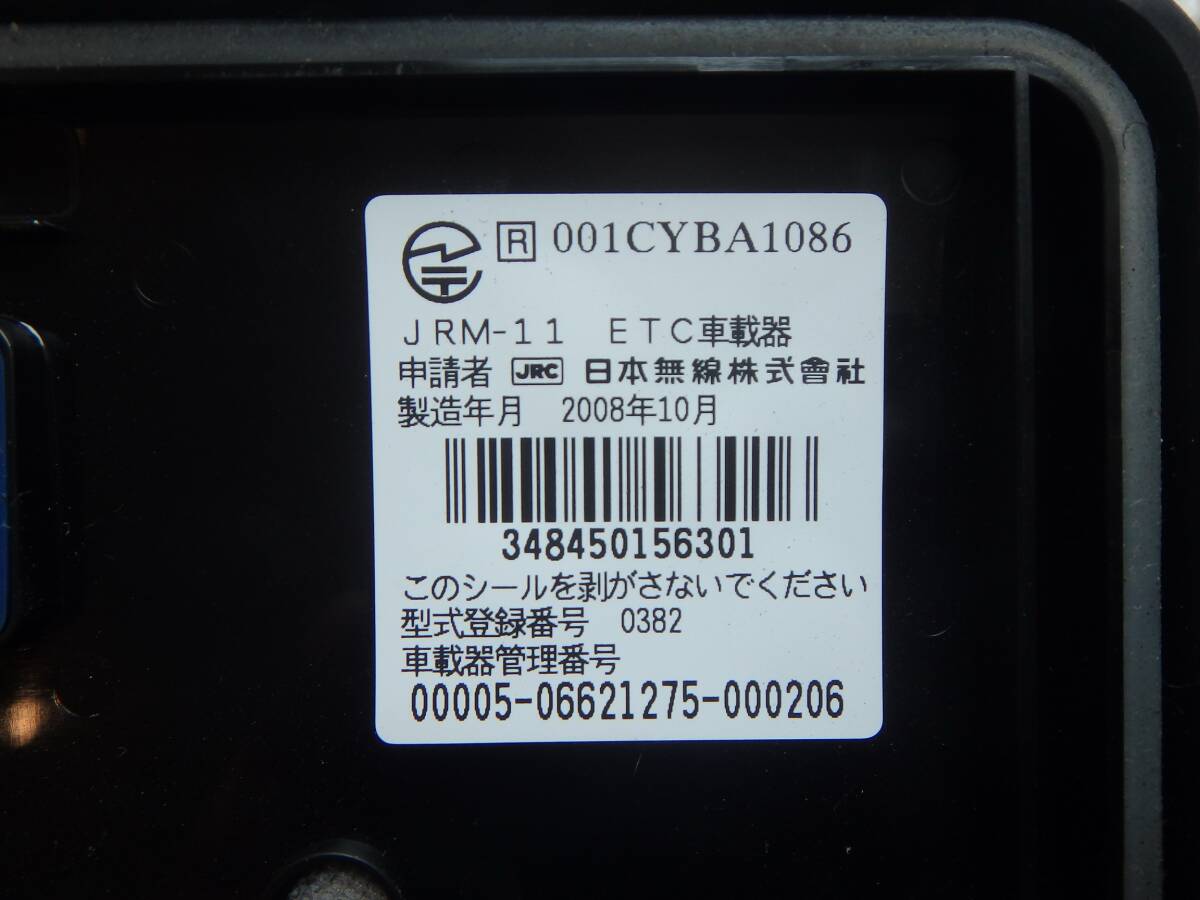 R 001CYBA1086
JRM-11 ETC車載器
申請者 JRC 日本無線株式會社
製造年月 2008年10月
348450156301
このシールを剥がさないでください
型式登録番号 0382
車載器管理番号
00005-06621275-000206